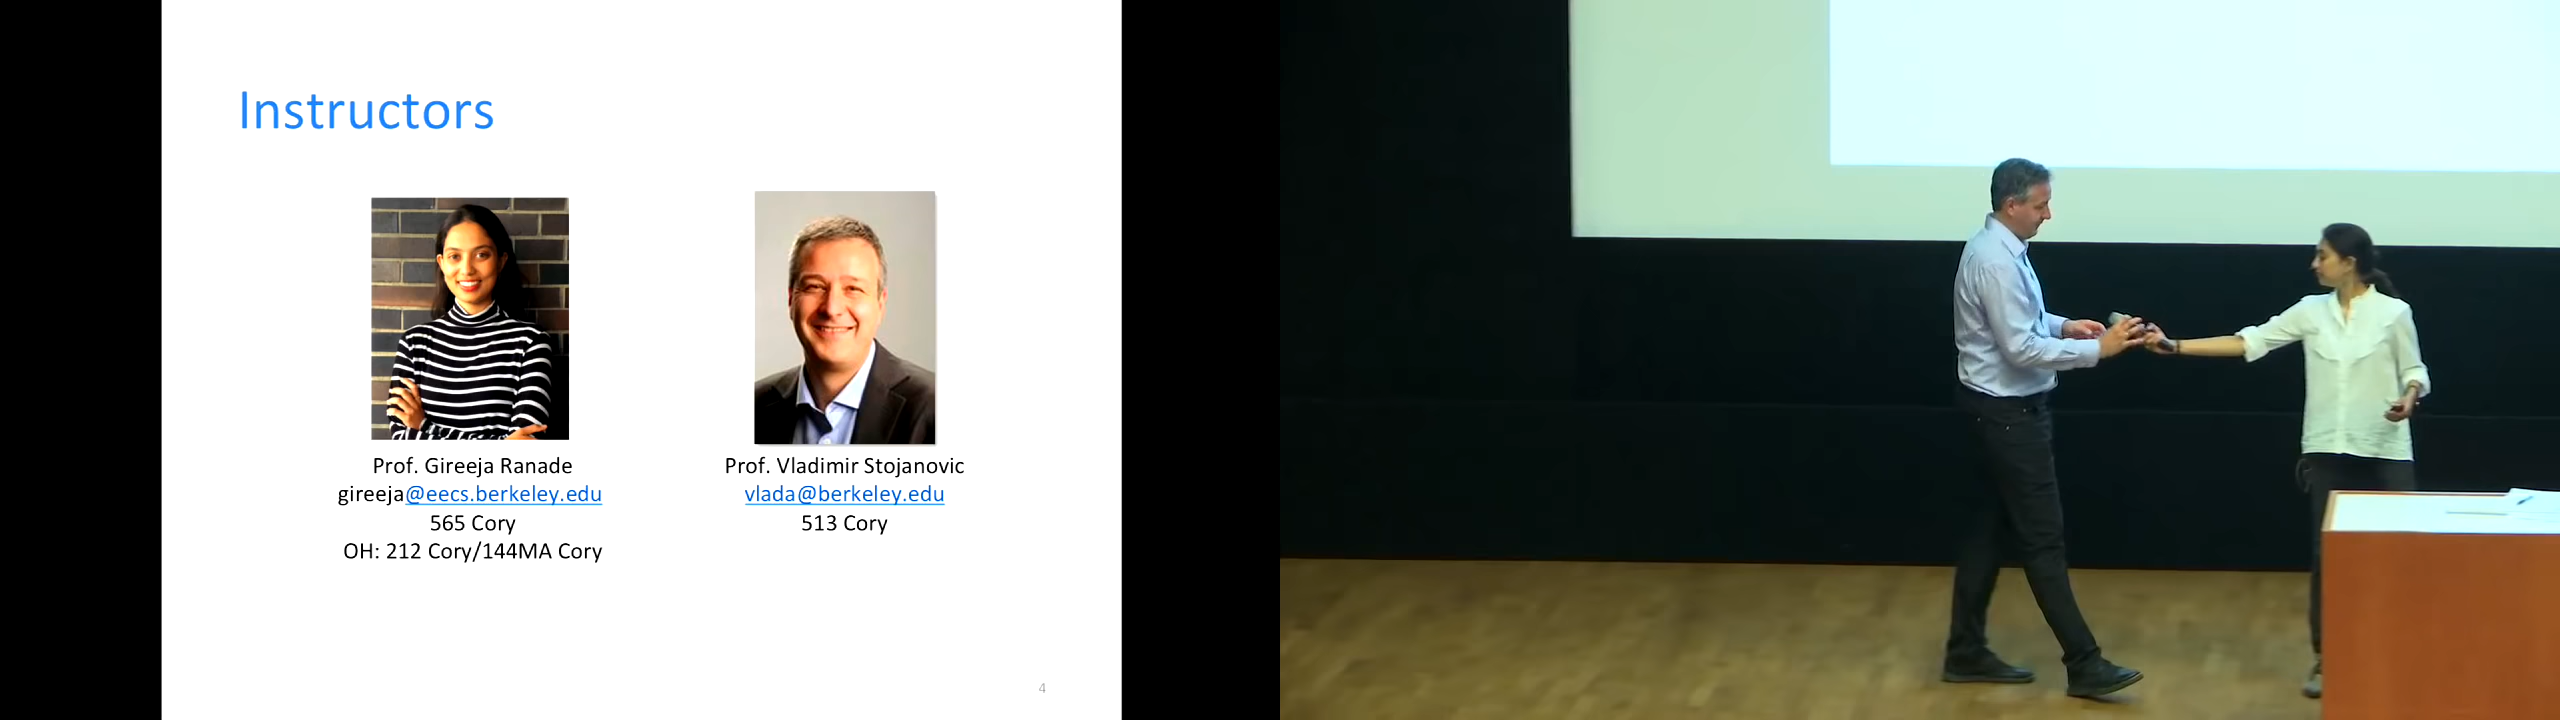 Instructors
Prof. Gireeja Ranade
gireeja@eecs.berkeley.edu
565 Cory
OH: 212 Cory/144MA Cory
Prof. Vladimir Stojanovic
vlada@berkeley.edu
513 Cory
4